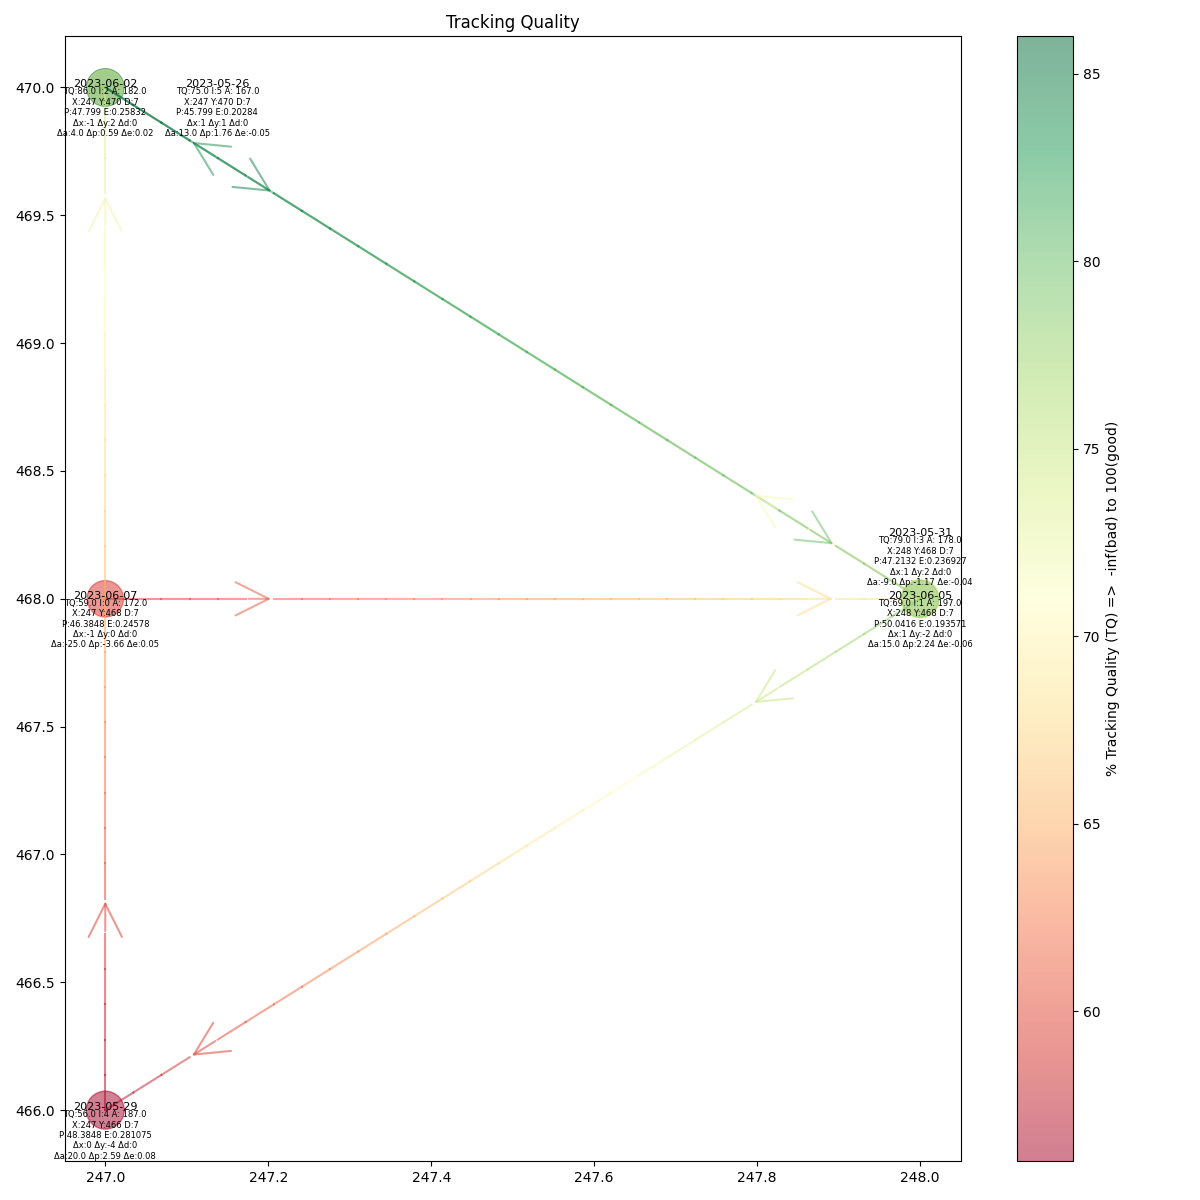 Tracking Quality
2023-06-02
TQ:86.0 I:2 A: 182.0
X:247 Y:470 D:7
P:47.799 E:0.25832
Δx:-1 Δy:2 Δd:0
Δa:4.0 Δp:0.59 Δe:0.02
2023-05-26
TQ:75.0 I:5 A: 167.0
X:247 Y:470 D:7
P:45.799 E:0.20284
Δx:1 Δy:1 Δd:0
Δa:13.0 Δp:1.76 Δe:-0.05
2023-05-31
TQ:79.0 I:3 A: 178.0
X:248 Y:468 D:7
P:47.2132 E:0.236927
Δx:1 Δy:2 Δd:0
Δa:-9.0 Δp:-1.17 Δe:-0.04
2023-06-05
TQ:69.0 I:1 A: 197.0
X:248 Y:468 D:7
P:50.0416 E:0.193571
Δx:1 Δy:-2 Δd:0
Δa:15.0 Δp:2.24 Δe:-0.06
2023-06-07
TQ:59.0 I:0 A: 172.0
X:247 Y:468 D:7
P:46.3848 E:0.24578
Δx:-1 Δy:0 Δd:0
Δa:-25.0 Δp:-3.66 Δe:0.05
2023-05-29
TQ:56.0 I:4 A: 187.0
X:247 Y:466 D:7
P:48.3848 E:0.281075
Δx:0 Δy:-4 Δd:0
Δa:20.0 Δp:2.59 Δe:0.08
470.0
469.5
469.0
468.5
468.0
467.5
467.0
466.5
466.0
247.0
247.2
247.4
247.6
247.8
248.0
85
80
75
70
65
60
% Tracking Quality (TQ) => -inf(bad) to 100(good)